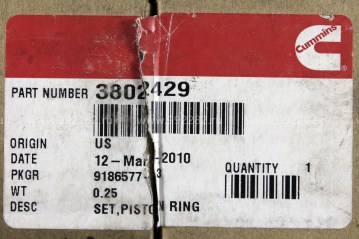 Cummins
PART NUMBER 3802429
ORIGIN US
DATE 12-Mar-2010
PKGR QUANTITY 1
WT 0.25
DESC SET,PISTON RING